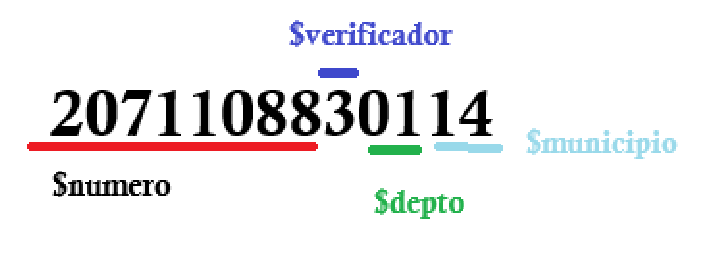 $verificador
2071108830114
$municipio
$numero
$depto